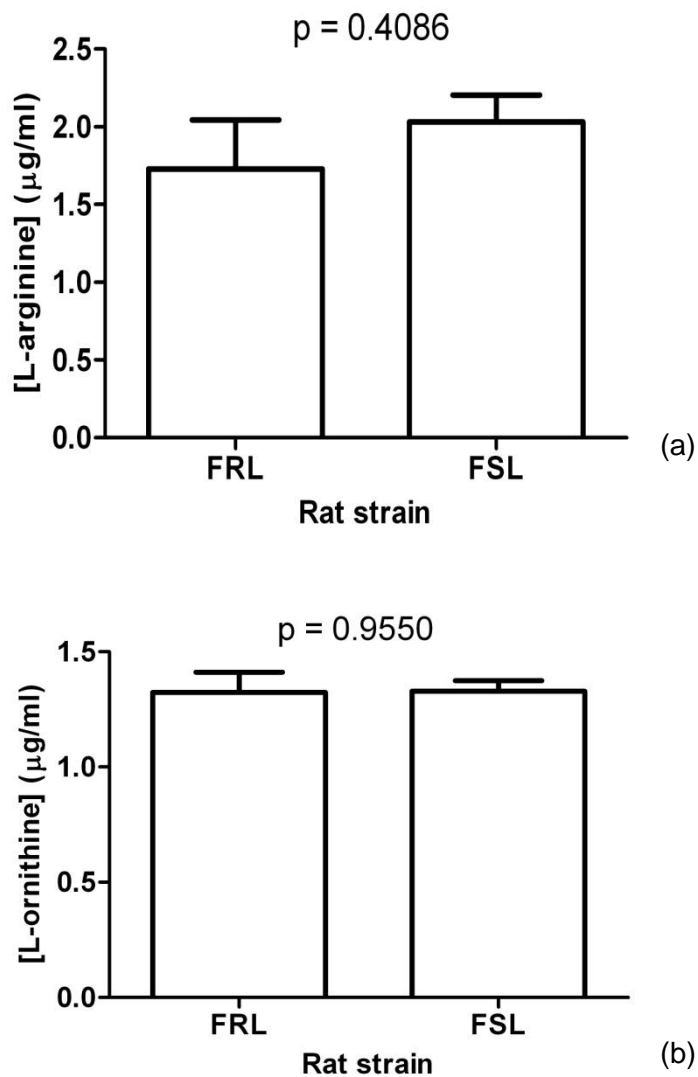 p = 0.4086
2.5
2.0
1.5
1.0
0.5
0.0
[L-arginine] (μg/ml)
FRL FSL
Rat strain
(a)
p = 0.9550
1.5
1.0
0.5
0.0
[L-ornithine] (μg/ml)
FRL FSL
Rat strain
(b)